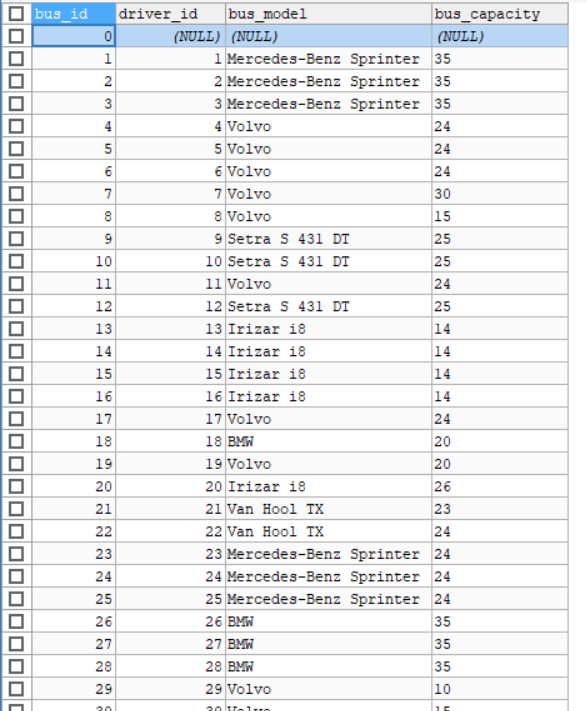 bus_id driver_id bus_model bus_capacity
0 (NULL) (NULL) (NULL)
1 1 Mercedes-Benz Sprinter 35
2 2 Mercedes-Benz Sprinter 35
3 3 Mercedes-Benz Sprinter 35
4 4 Volvo 24
5 5 Volvo 24
6 6 Volvo 24
7 7 Volvo 30
8 8 Volvo 15
9 9 Setra S 431 DT 25
10 10 Setra S 431 DT 25
11 11 Volvo 24
12 12 Setra S 431 DT 25
13 13 Irizar i8 14
14 14 Irizar i8 14
15 15 Irizar i8 14
16 16 Irizar i8 14
17 17 Volvo 24
18 18 BMW 20
19 19 Volvo 20
20 20 Irizar i8 26
21 21 Van Hool TX 23
22 22 Van Hool TX 24
23 23 Mercedes-Benz Sprinter 24
24 24 Mercedes-Benz Sprinter 24
25 25 Mercedes-Benz Sprinter 24
26 26 BMW 35
27 27 BMW 35
28 28 BMW 35
29 29 Volvo 10
30 30 Volvo 15